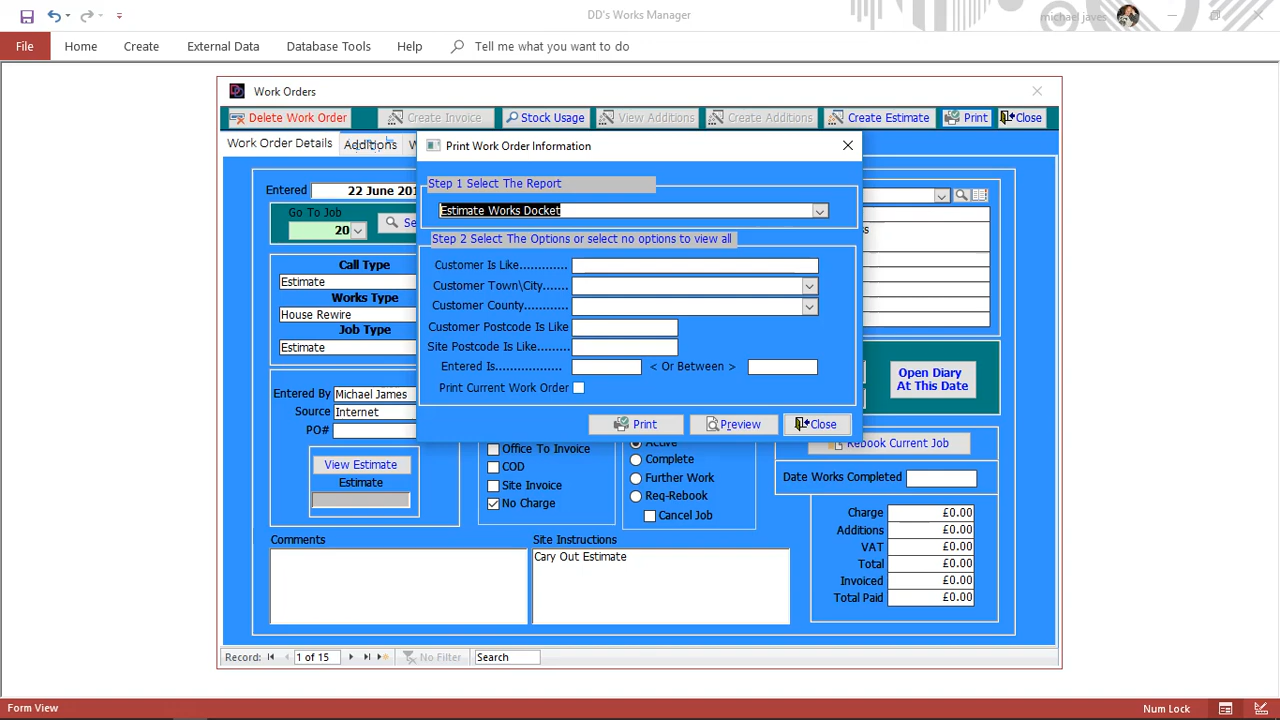 DD's Works Manager
michael javes
File Home Create External Data Database Tools Help Tell me what you want to do
Work Orders
Delete Work Order Create Invoice Stock Usage View Additions Create Additions Create Estimate Print Close
Work Order Details Additions W
Print Work Order Information
Step 1 Select The Report
Estimate Works Docket
Step 2 Select The Options or select no options to view all
Customer Is Like.............
Customer Town\City.......
Customer County............
Customer Postcode Is Like
Site Postcode Is Like.........
Entered Is.................. < Or Between >
Print Current Work Order
Print Preview Close
Entered 22 June 201
Go To Job
20 Se
Call Type
Estimate
Works Type
House Rewire
Job Type
Estimate
ss
Open Diary
At This Date
Entered By Michael James
Source Internet
PO#
View Estimate
Estimate
Office To Invoice
COD
Site Invoice
No Charge
Active
Complete
Further Work
Req-Rebook
Cancel Job
Rebook Current Job
Date Works Completed
Charge £0.00
Additions £0.00
VAT £0.00
Total £0.00
Invoiced £0.00
Total Paid £0.00
Comments
Site Instructions
Cary Out Estimate
Record: 1 of 15 No Filter Search
Form View Num Lock